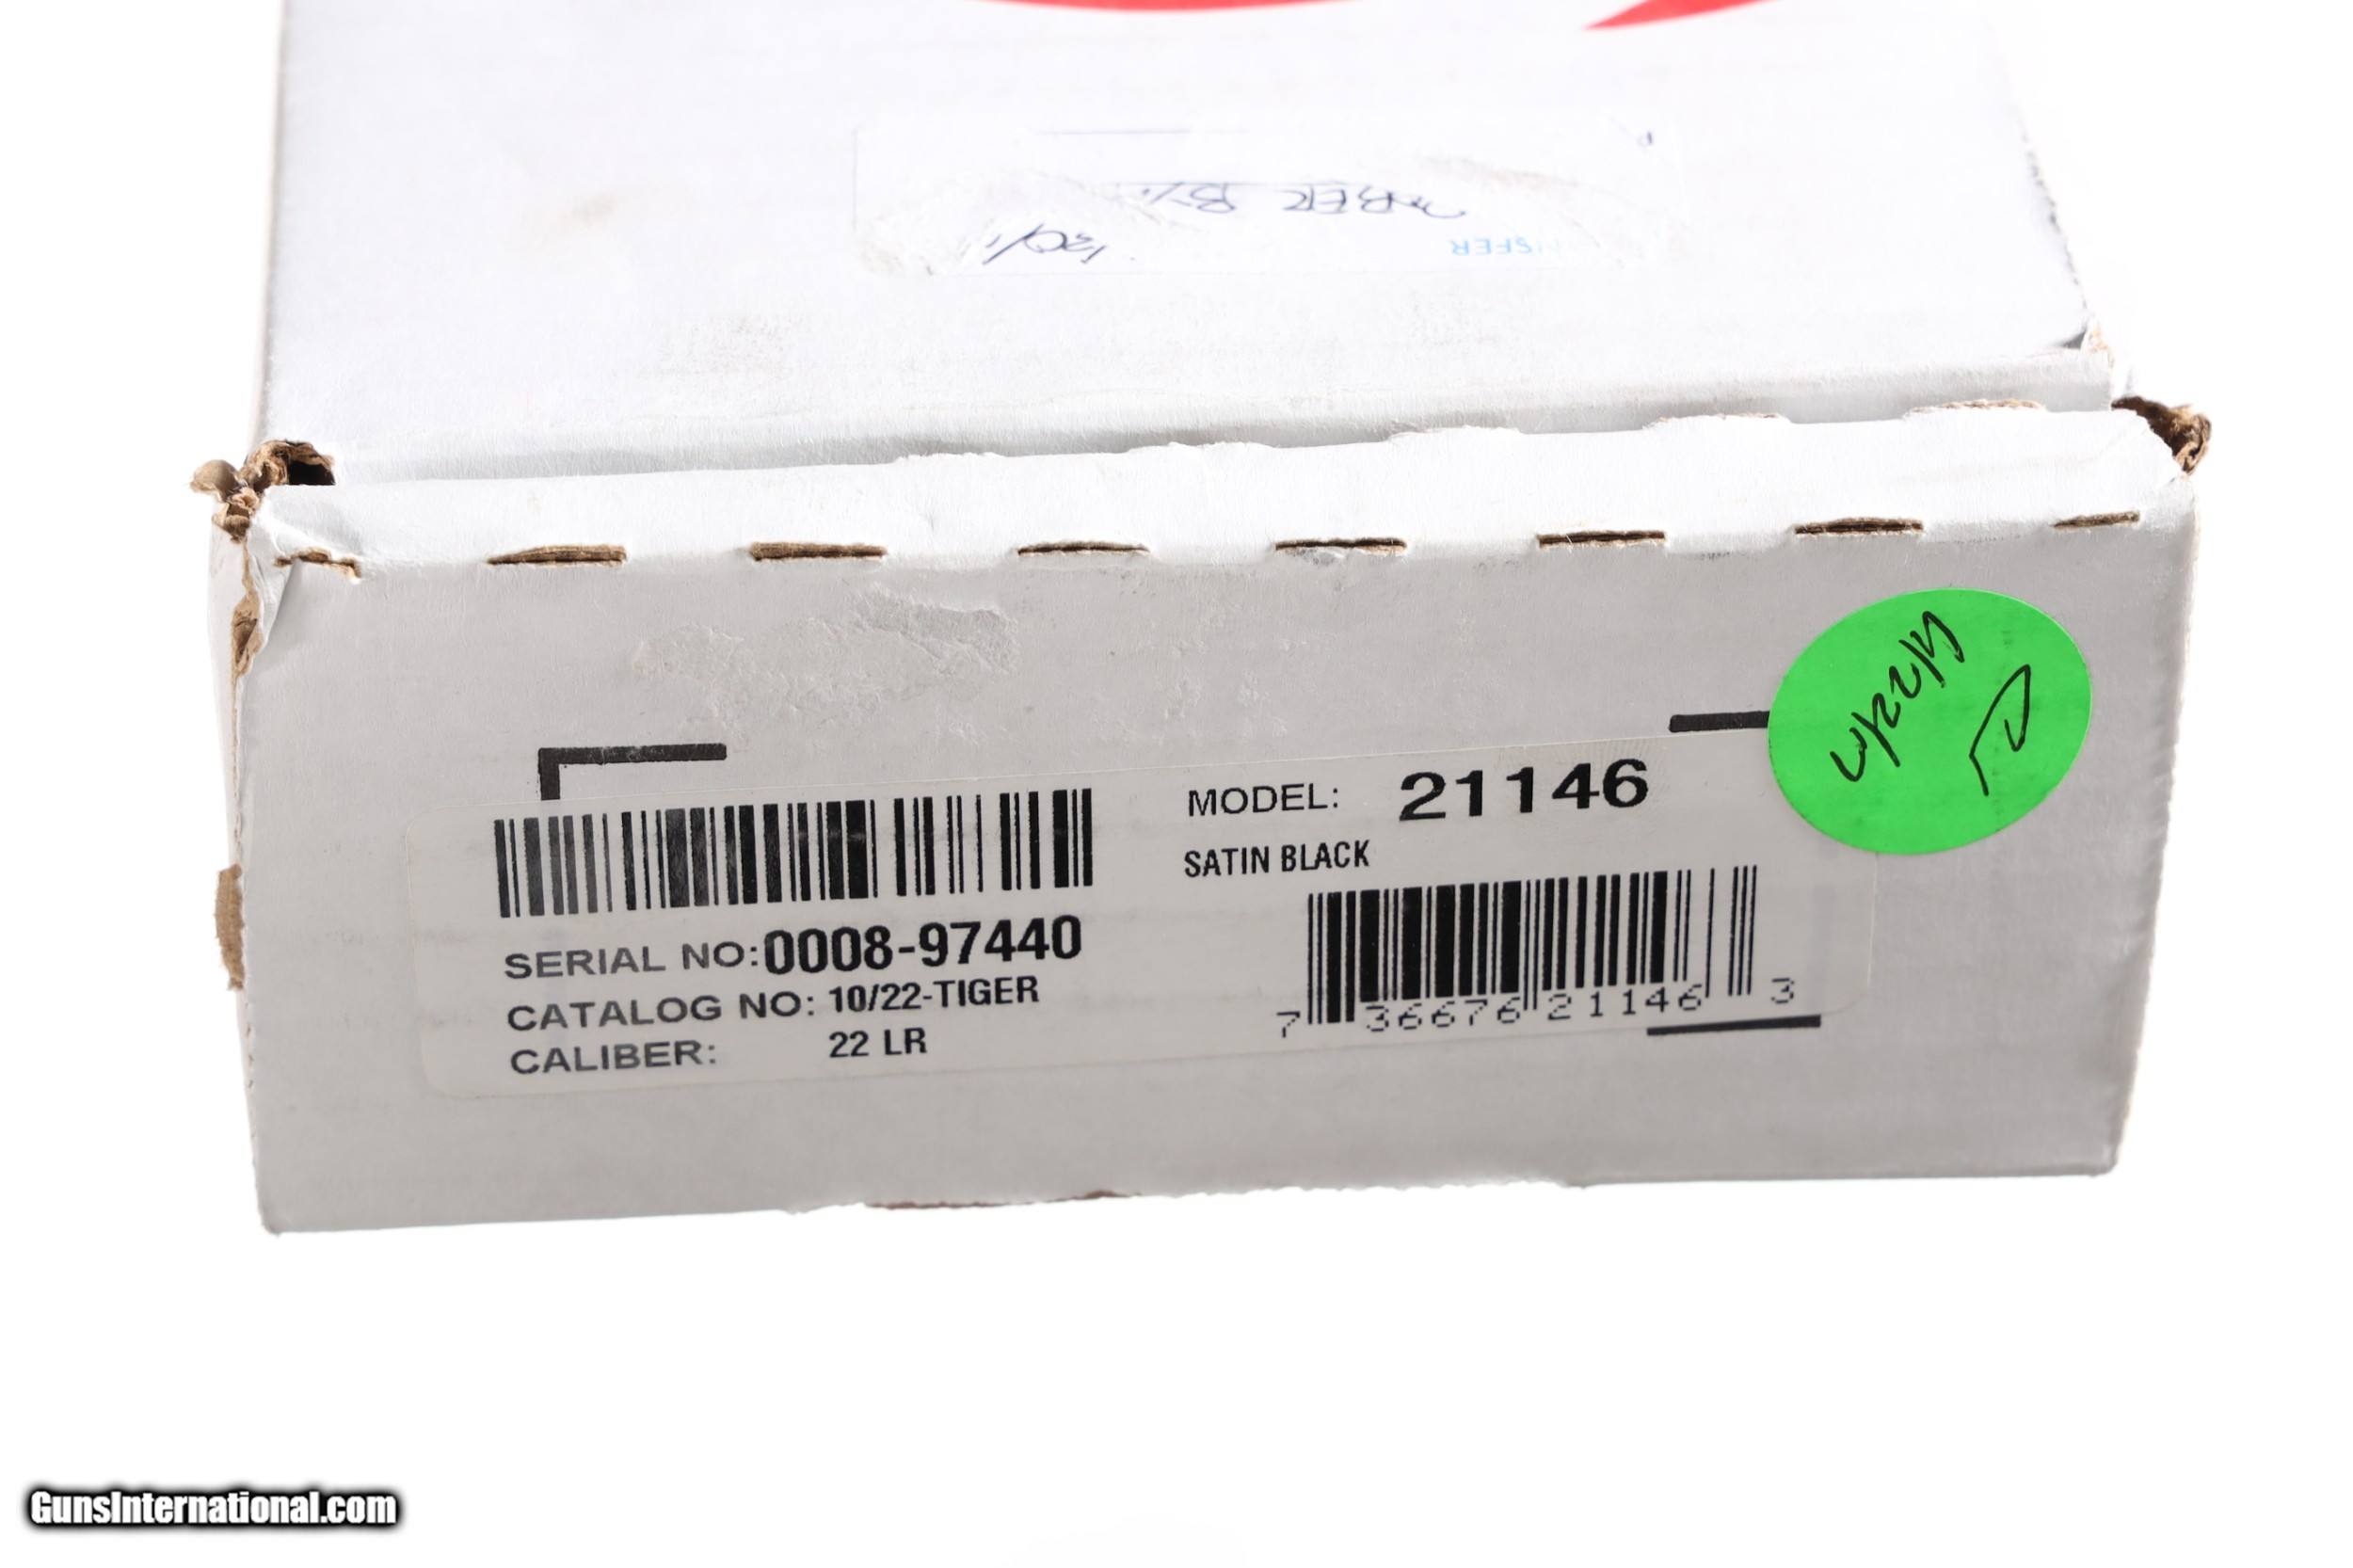 NSFER
MODEL: 21146
SATIN BLACK
SERIAL NO: 0008-97440
CATALOG NO: 10/22-TIGER
CALIBER: 22 LR
7 36676 21146 3
GunsInternational.com